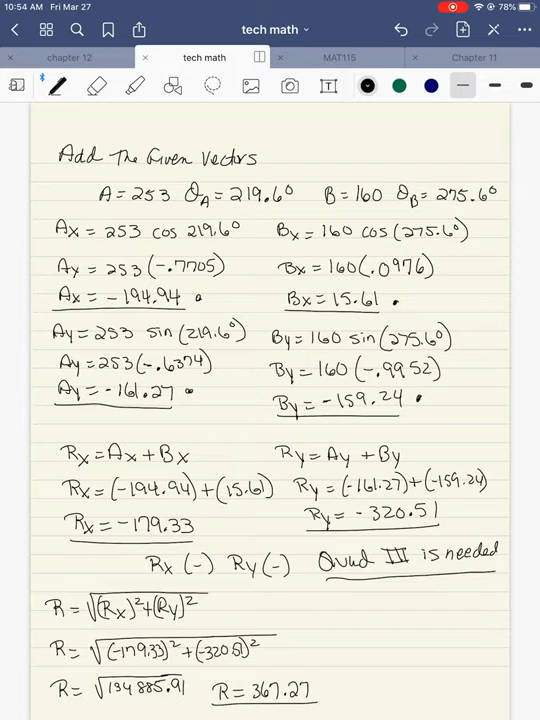 10:54 AM Fri Mar 27 78%
tech math
chapter 12 tech math MAT115 Chapter 11
Add The Given Vectors
A = 253 θA = 219.6° B = 160 θB = 275.6°
Ax = 253 cos 219.6° Bx = 160 cos(275.6°)
Ax = 253(-.7705) Bx = 160(.0976)
Ax = -194.94 Bx = 15.61
Ay = 253 sin(219.6°) By = 160 sin(275.6°)
Ay = 253(-.6374) By = 160(-.9952)
Ay = -161.27 By = -159.24
Rx = Ax + Bx Ry = Ay + By
Rx = (-194.94) + (15.61) Ry = (-161.27) + (-159.24)
Rx = -179.33 Ry = -320.51
Rx (-) Ry (-) Quad III is needed
R = √(Rx)² + (Ry)²
R = √(-179.33)² + (-320.51)²
R = √134885.91 R = 367.27